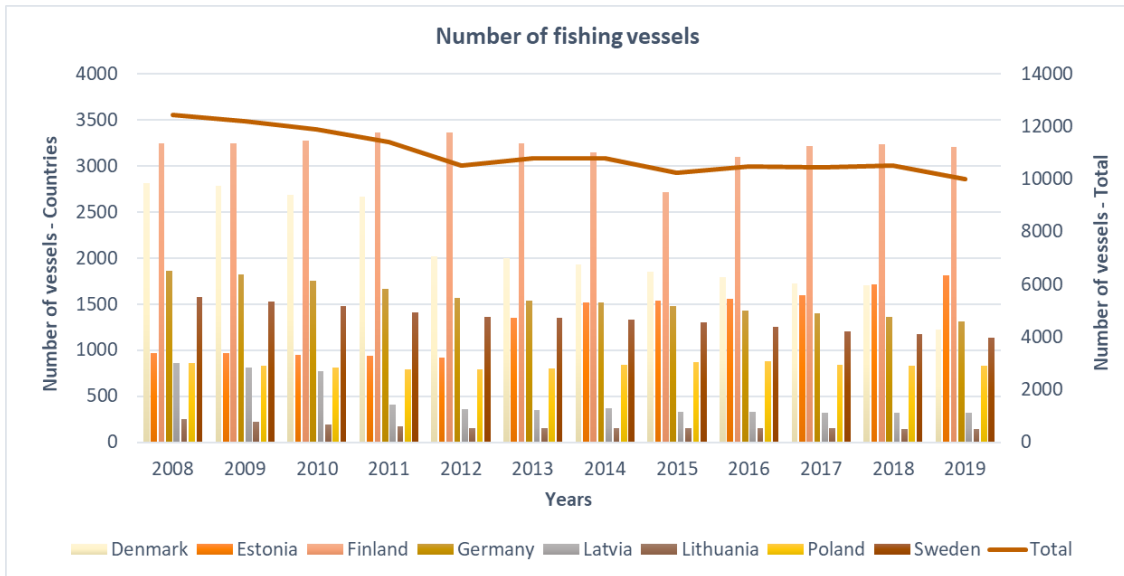 Number of fishing vessels
Number of vessels - Countries
4000
3500
3000
2500
2000
1500
1000
500
0
14000
12000
10000
8000
6000
4000
2000
0
Number of vessels - Total
2008 2009 2010 2011 2012 2013 2014 2015 2016 2017 2018 2019
Years
Denmark Estonia Finland Germany Latvia Lithuania Poland Sweden Total